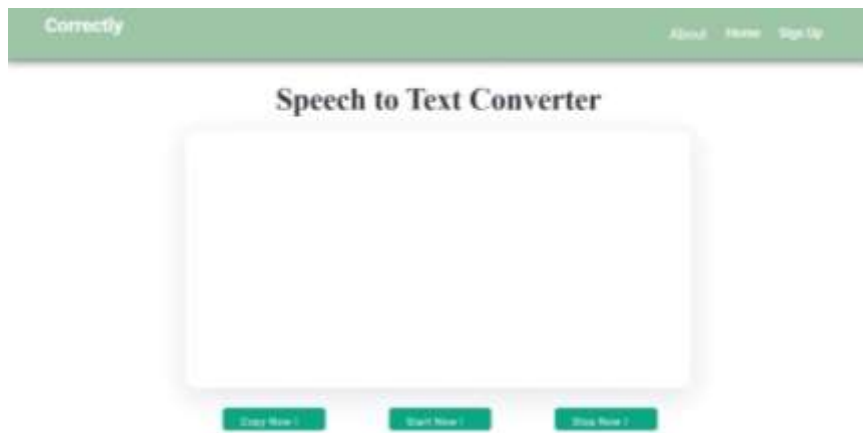 Correctly
About Home Sign Up
Speech to Text Converter
Copy Now !
Start Now !
Stop Now !